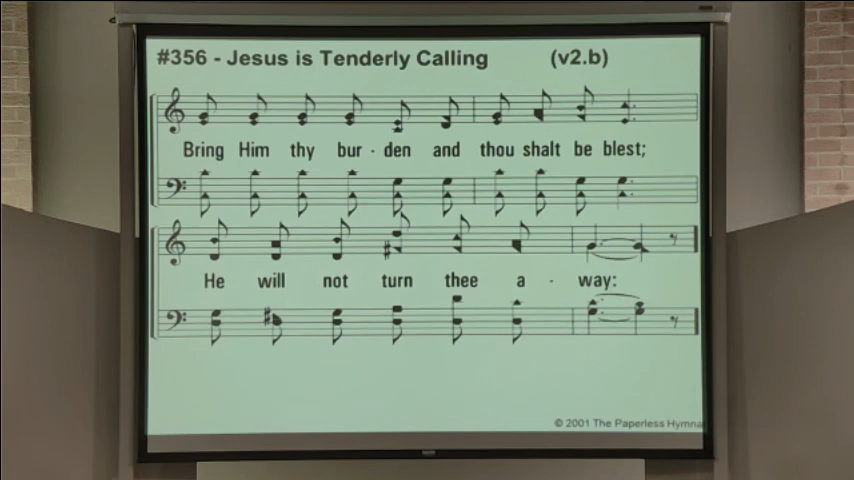 #356 - Jesus is Tenderly Calling (v2.b)
Bring Him thy bur - den and thou shalt be blest;
He will not turn thee a - way:
© 2001 The Paperless Hymna